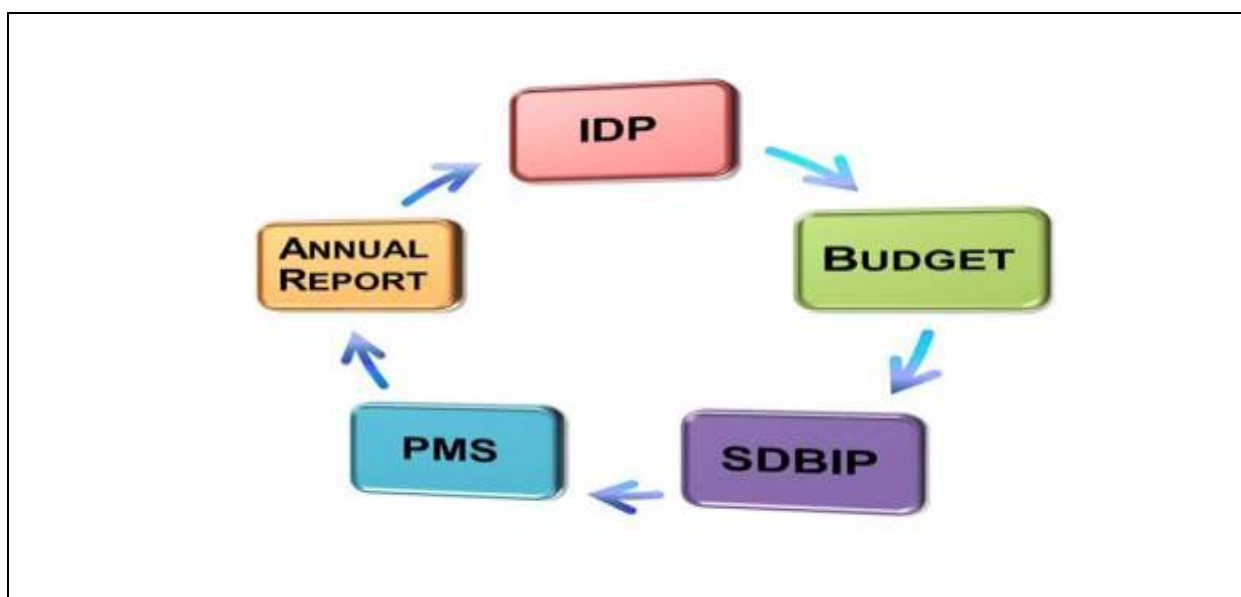 IDP
BUDGET
SDBIP
PMS
ANNUAL
REPORT